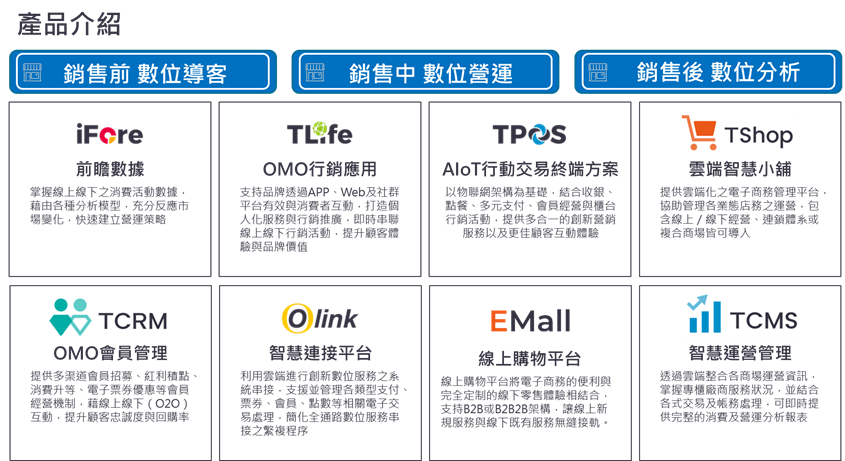 產品介紹
銷售前 數位導客
銷售中 數位營運
銷售後 數位分析
iFore
前瞻數據
掌握線上線下之消費活動數據，
藉由各種分析模型，充分反應市
場變化，快速建立營運策略
TLife
OMO行銷應用
支持品牌透過APP、Web及社群
平台有效與消費者互動，打造個
人化服務與行銷推廣，即時串聯
線上線下行銷活動，提升顧客體
驗與品牌價值
TPOS
AIoT行動交易終端方案
以物聯網架構為基礎，結合收銀、
點餐、多元支付、會員經營與櫃台
行銷活動，提供多合一的創新營銷
服務以及更佳顧客互動體驗
TShop
雲端智慧小舖
提供雲端化之電子商務管理平台，
協助管理各業態店務之運營，包
含線上／線下經營、連鎖體系或
複合商場皆可導入
TCRM
OMO會員管理
提供多渠道會員招募、紅利積點、
消費升等、電子票券優惠等會員
經營機制，藉線上線下（O2O）
互動，提升顧客忠誠度與回購率
Olink
智慧連接平台
利用雲端進行創新數位服務之系
統串接，支援並管理各類型支付、
票券、會員、點數等相關電子交
易處理，簡化全通路數位服務串
接之繁複程序
EMall
線上購物平台
線上購物平台將電子商務的便利與
完全定制的線下零售體驗相結合，
支持B2B或B2B2B架構，讓線上新
規服務與線下既有服務無縫接軌。
TCMS
智慧運營管理
透過雲端整合各商場運營資訊，
掌握專櫃廠商服務狀況，並結合
各式交易及帳務處理，可即時提
供完整的消費及營運分析報表